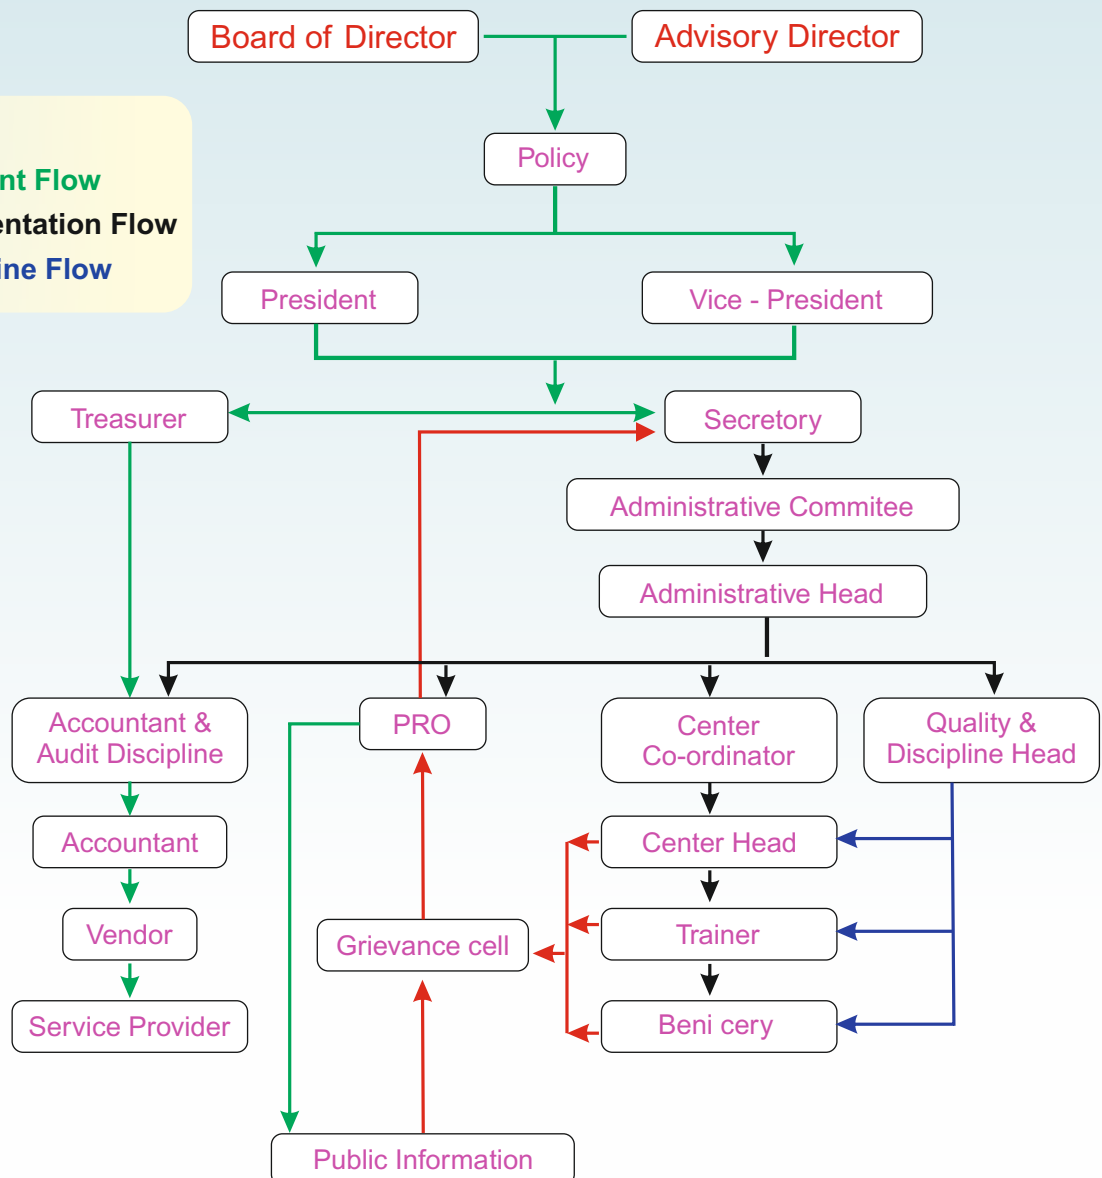 Board of Director
Advisory Director
Policy
nt Flow
entation Flow
ine Flow
President
Vice - President
Treasurer
Secretory
Administrative Commitee
Administrative Head
Accountant &
Audit Discipline
PRO
Center
Co-ordinator
Quality &
Discipline Head
Accountant
Center Head
Vendor
Grievance cell
Trainer
Service Provider
Beni cery
Public Information